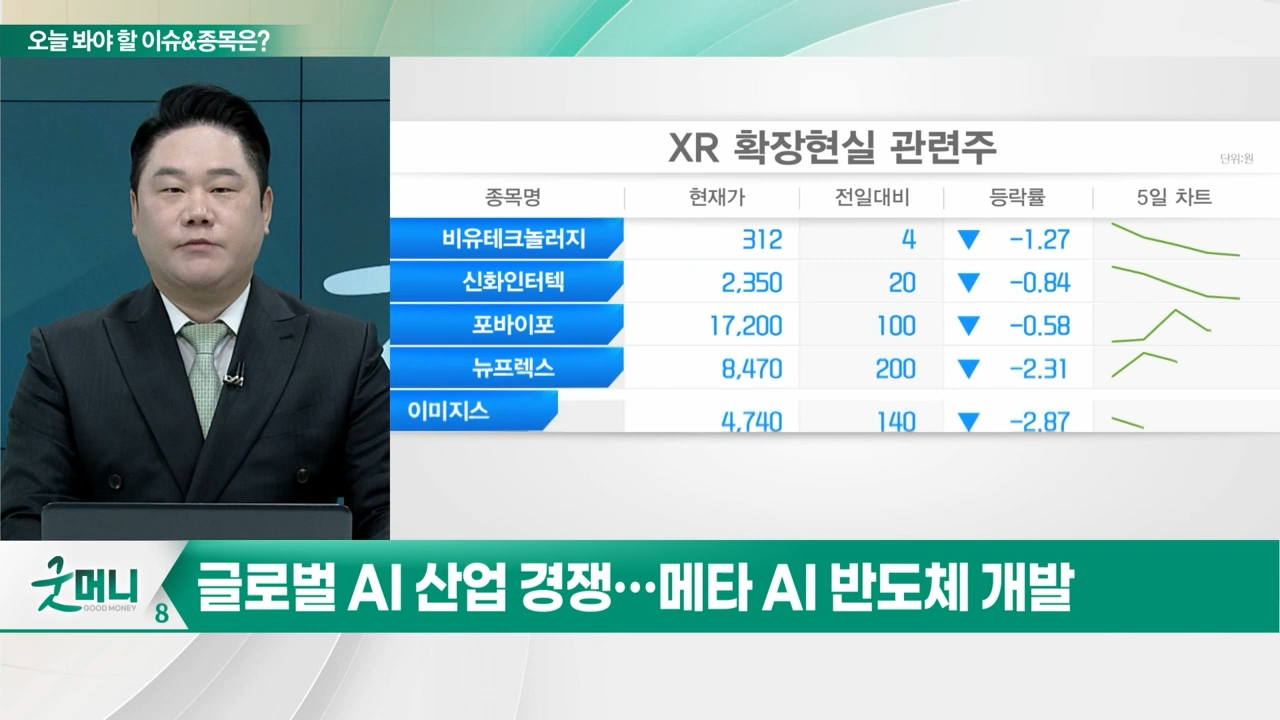 오늘 봐야 할 이슈&종목은?
XR 확장현실 관련주
단위:원
종목명 현재가 전일대비 등락률 5일 차트
비유테크놀러지 312 4 ▼ -1.27
신화인터텍 2,350 20 ▼ -0.84
포바이포 17,200 100 ▼ -0.58
뉴프렉스 8,470 200 ▼ -2.31
이미지스 4,740 140 ▼ -2.87
굿머니
GOOD MONEY
8
글로벌 AI 산업 경쟁…메타 AI 반도체 개발